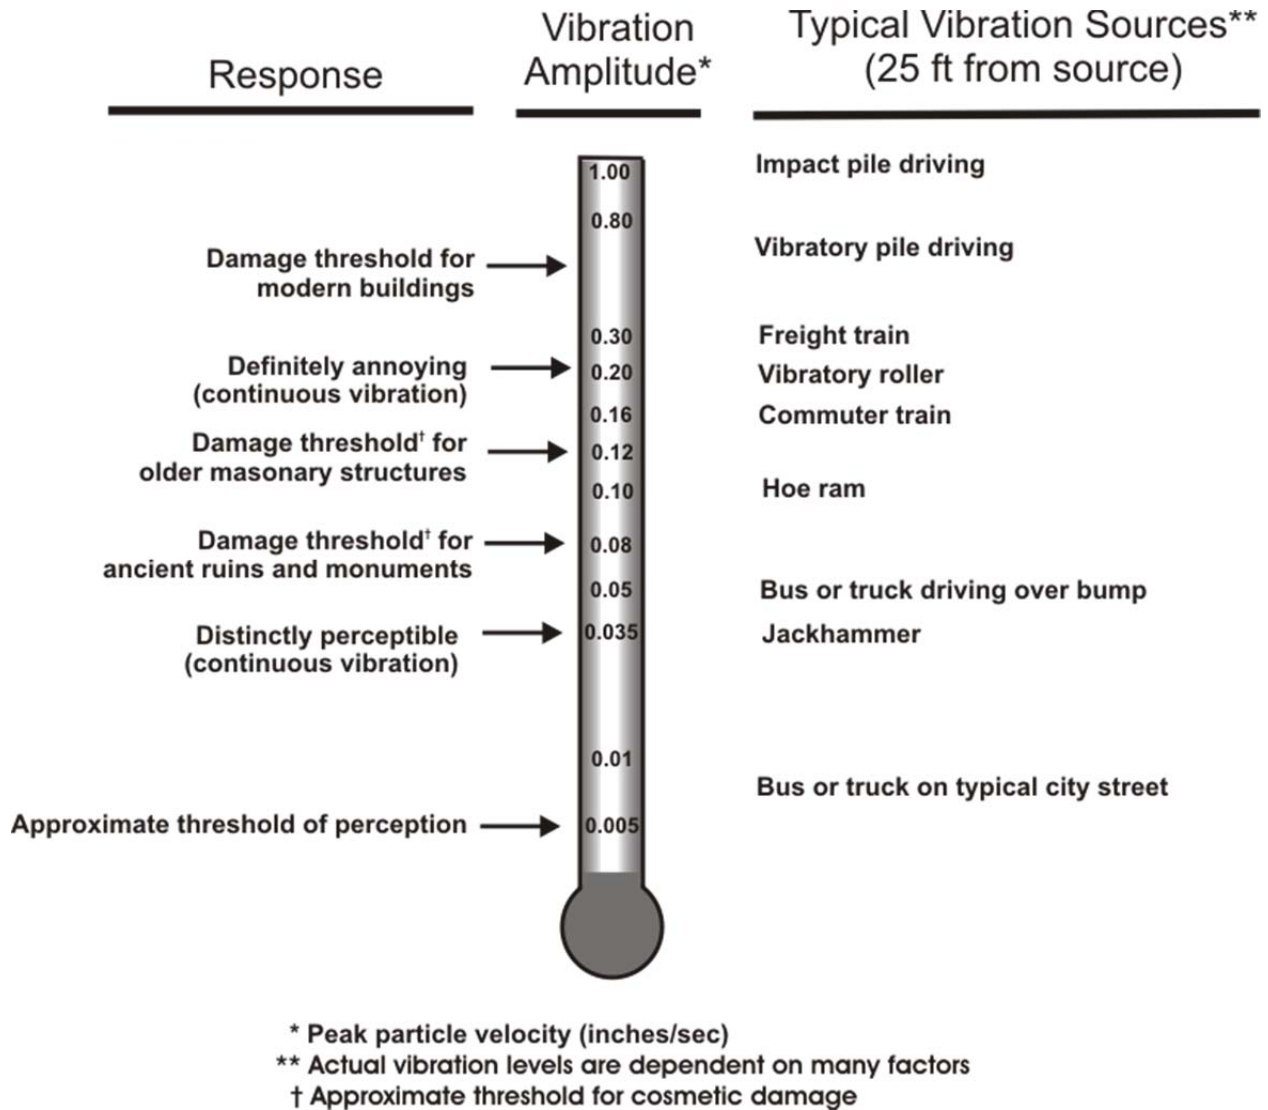 Response
Vibration
Amplitude*
Typical Vibration Sources**
(25 ft from source)
Damage threshold for
modern buildings
Definitely annoying
(continuous vibration)
Damage threshold† for
older masonary structures
Damage threshold† for
ancient ruins and monuments
Distinctly perceptible
(continuous vibration)
Approximate threshold of perception
1.00
0.80
0.30
0.20
0.16
0.12
0.10
0.08
0.05
0.035
0.01
0.005
Impact pile driving
Vibratory pile driving
Freight train
Vibratory roller
Commuter train
Hoe ram
Bus or truck driving over bump
Jackhammer
Bus or truck on typical city street
* Peak particle velocity (inches/sec)
** Actual vibration levels are dependent on many factors
† Approximate threshold for cosmetic damage